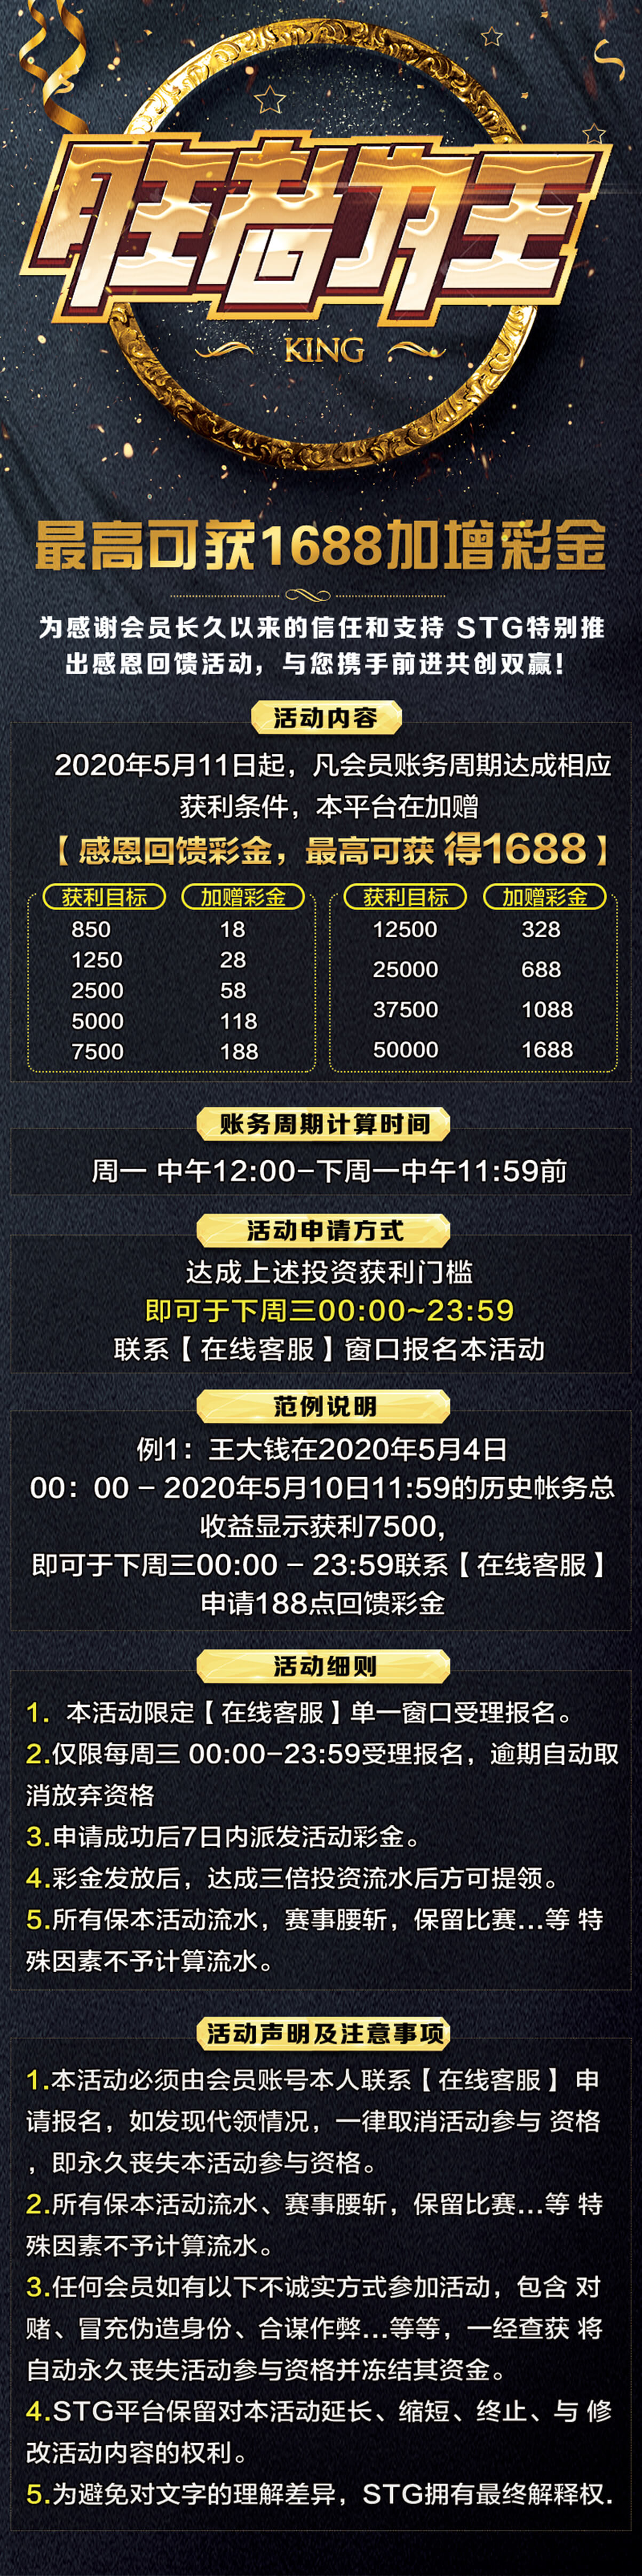 旺者为王
KING
最高可获1688加增彩金
为感谢会员长久以来的信任和支持 STG特别推
出感恩回馈活动，与您携手前进共创双赢！
活动内容
2020年5月11日起，凡会员账务周期达成相应
获利条件，本平台在加赠
【感恩回馈彩金，最高可获 得1688】
获利目标 加赠彩金
850 18
1250 28
2500 58
5000 118
7500 188
获利目标 加赠彩金
12500 328
25000 688
37500 1088
50000 1688
账务周期计算时间
周一 中午12:00-下周一中午11:59前
活动申请方式
达成上述投资获利门槛
即可于下周三00:00~23:59
联系【在线客服】窗口报名本活动
范例说明
例1：王大钱在2020年5月4日
00：00 - 2020年5月10日11:59的历史帐务总
收益显示获利7500,
即可于下周三00:00 - 23:59联系【在线客服】
申请188点回馈彩金
活动细则
1. 本活动限定【在线客服】单一窗口受理报名。
2.仅限每周三 00:00-23:59受理报名，逾期自动取
消放弃资格
3.申请成功后7日内派发活动彩金。
4.彩金发放后，达成三倍投资流水后方可提领。
5.所有保本活动流水，赛事腰斩，保留比赛...等 特
殊因素不予计算流水。
活动声明及注意事项
1.本活动必须由会员账号本人联系【在线客服】 申
请报名，如发现代领情况，一律取消活动参与 资格
，即永久丧失本活动参与资格。
2.所有保本活动流水、赛事腰斩，保留比赛...等 特
殊因素不予计算流水。
3.任何会员如有以下不诚实方式参加活动，包含 对
赌、冒充伪造身份、合谋作弊...等等，一经查获 将
自动永久丧失活动参与资格并冻结其资金。
4.STG平台保留对本活动延长、缩短、终止、与 修
改活动内容的权利。
5.为避免对文字的理解差异，STG拥有最终解释权.